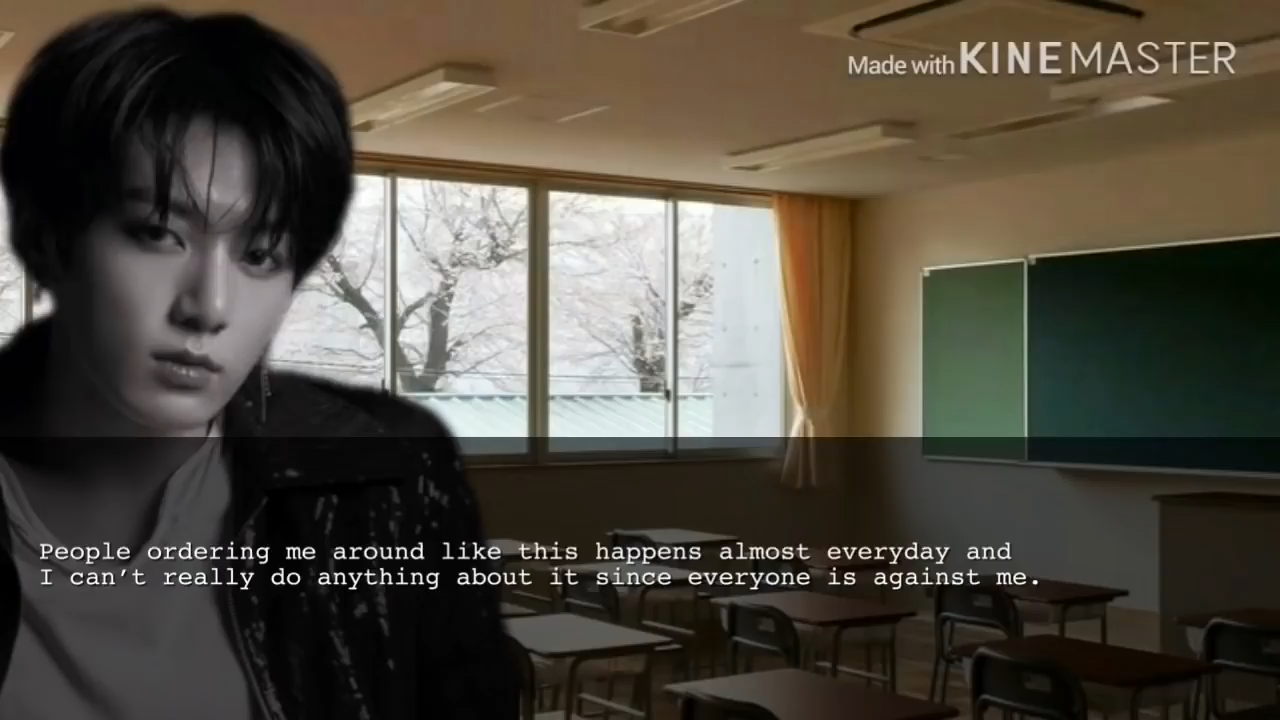 Made with KINEMASTER
People ordering me around like this happens almost everyday and
I can’t really do anything about it since everyone is against me.